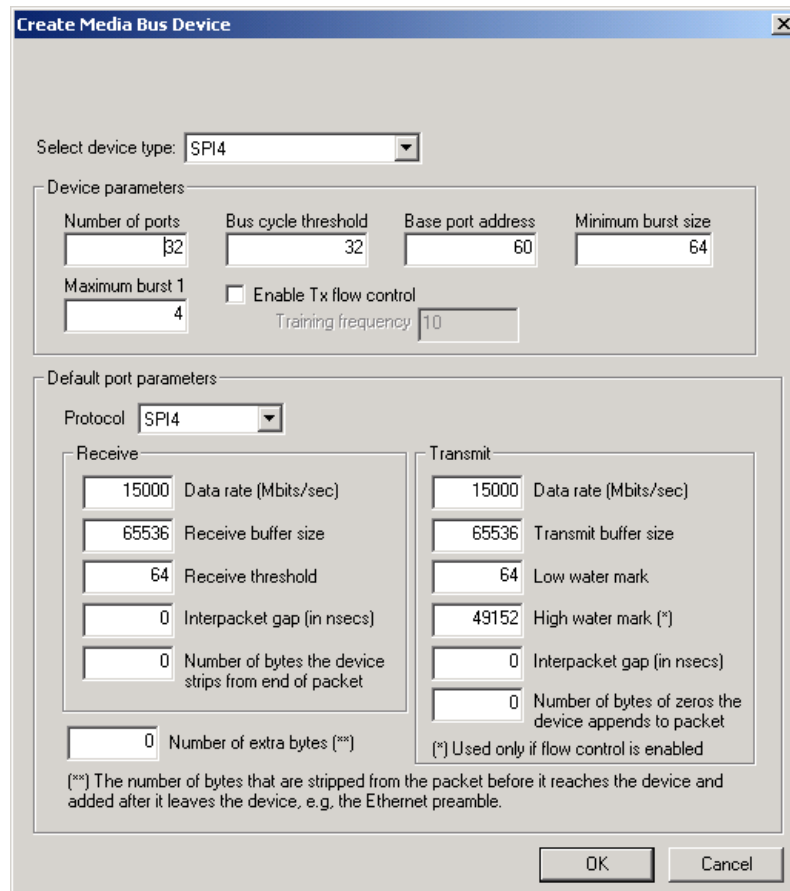 Create Media Bus Device
Select device type: SPI4
Device parameters
Number of ports Bus cycle threshold Base port address Minimum burst size
32 32 60 64
Maximum burst 1
4
Enable Tx flow control
Training frequency 10
Default port parameters
Protocol SPI4
Receive
15000 Data rate (Mbits/sec)
65536 Receive buffer size
64 Receive threshold
0 Interpacket gap (in nsecs)
0 Number of bytes the device
strips from end of packet
Transmit
15000 Data rate (Mbits/sec)
65536 Transmit buffer size
64 Low water mark
49152 High water mark (*)
0 Interpacket gap (in nsecs)
0 Number of bytes of zeros the
device appends to packet
(*) Used only if flow control is enabled
0 Number of extra bytes (**)
(**) The number of bytes that are stripped from the packet before it reaches the device and
added after it leaves the device, e.g, the Ethernet preamble.
OK Cancel